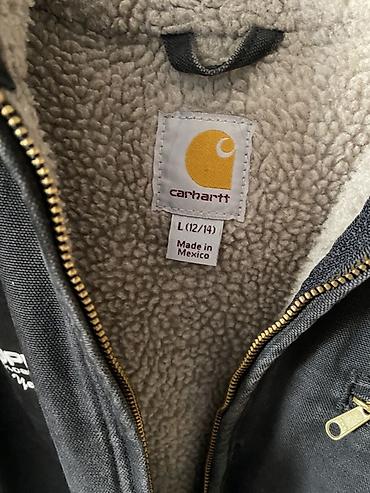 carhartt
L (12/14)
Made in
Mexico